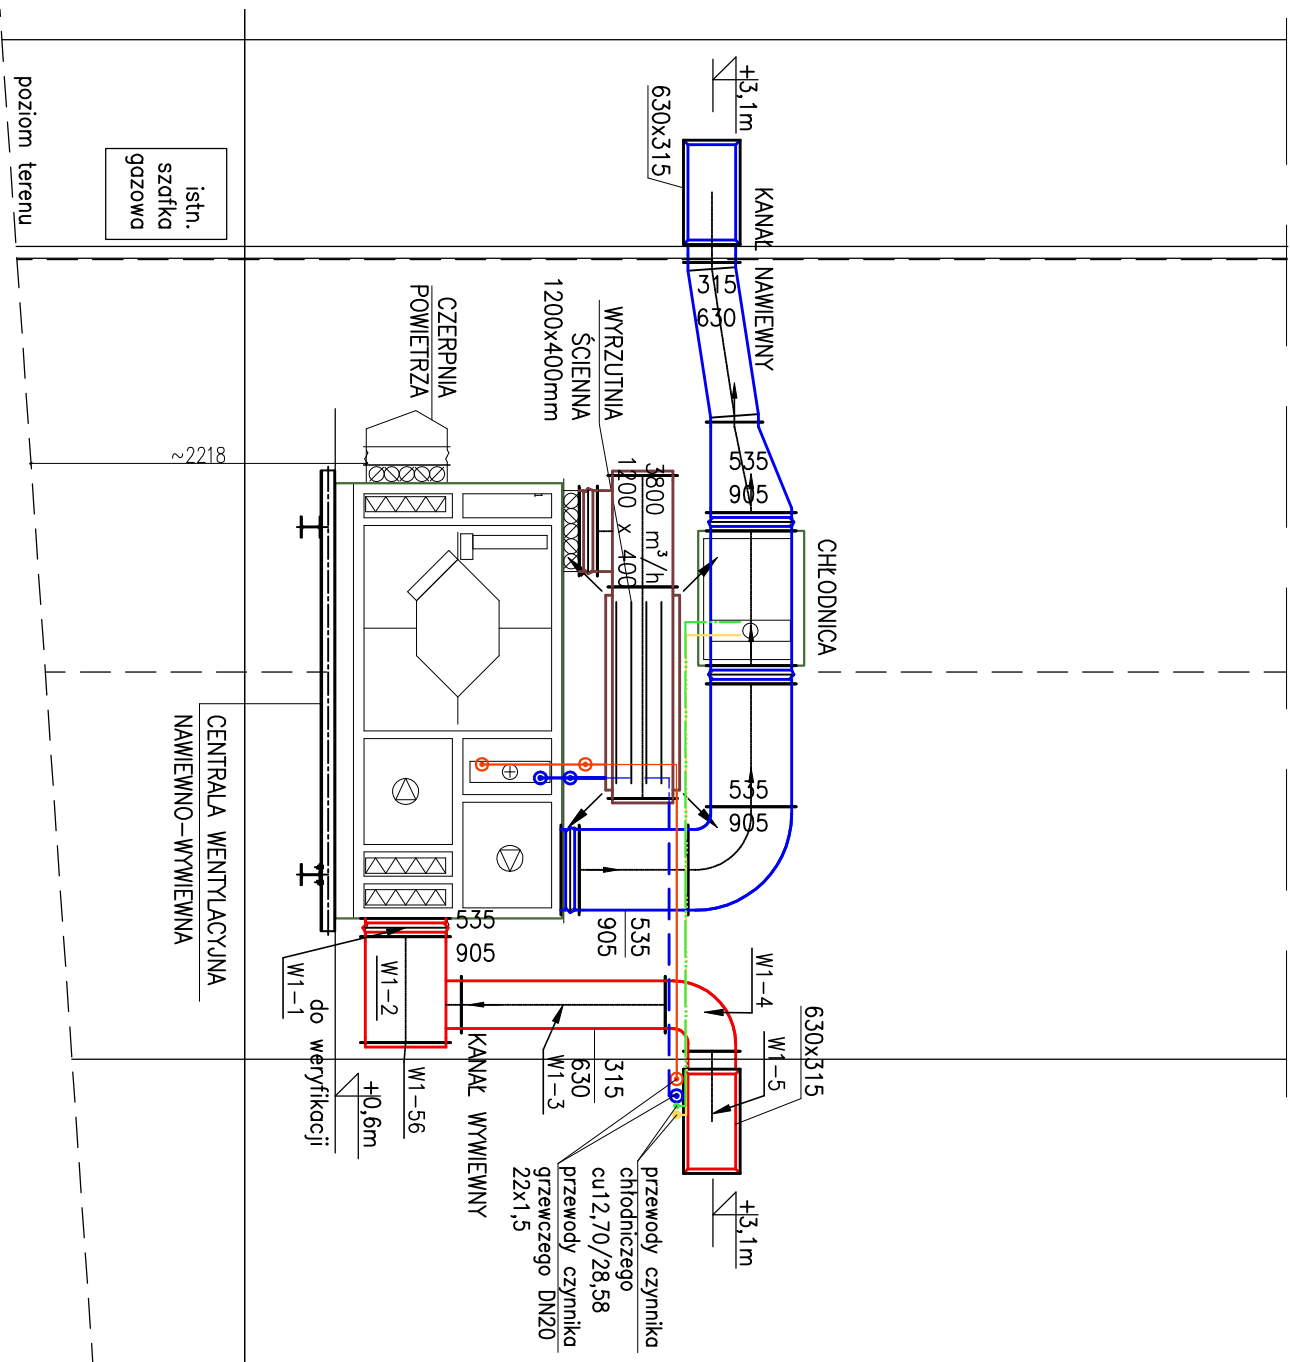 +3,1m
630x315
KANAŁ NAWIEWNY
315
630
535
905
CHŁODNICA
535
905
istn.
szafka
gazowa
poziom terenu
CZERPNIA
POWIETRZA
WYRZUTNIA
ŚCIENNA
1200x400mm
3800 m³/h
1200 x 400
~2218
CENTRALA WENTYLACYJNA
NAWIEWNO-WYWIEWNA
535
905
535
905
W1-1
W1-2
W1-56
W1-3
W1-4
W1-5
630x315
315
630
KANAŁ WYWIEWNY
do weryfikacji
+0,6m
+3,1m
przewody czynnika
chłodniczego
cu12,70/28,58
przewody czynnika
grzewczego DN20
22x1,5